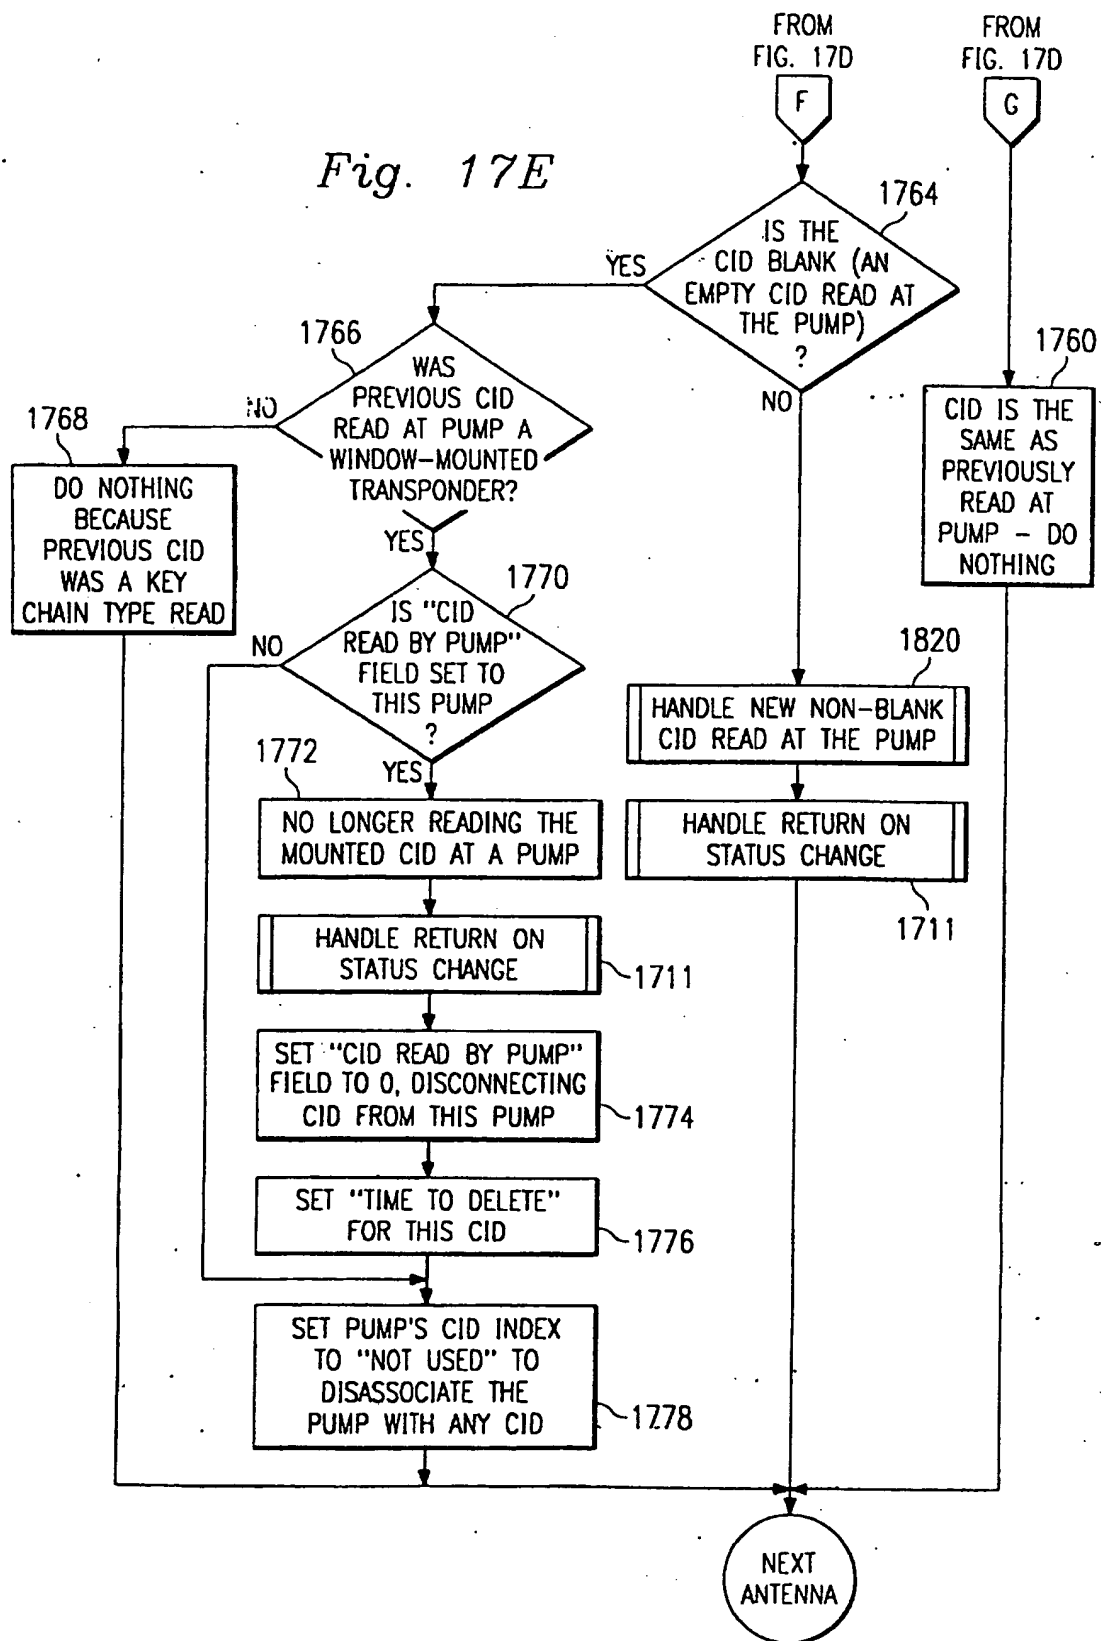 FROM
FIG. 17D
F
FROM
FIG. 17D
G
Fig. 17E
1764
IS THE
CID BLANK (AN
EMPTY CID READ AT
THE PUMP)
?
YES
NO
1766
WAS
PREVIOUS CID
READ AT PUMP A
WINDOW-MOUNTED
TRANSPONDER?
NO
YES
1760
CID IS THE
SAME AS
PREVIOUSLY
READ AT
PUMP - DO
NOTHING
1768
DO NOTHING
BECAUSE
PREVIOUS CID
WAS A KEY
CHAIN TYPE READ
1770
IS "CID
READ BY PUMP"
FIELD SET TO
THIS PUMP
?
NO
YES
1820
HANDLE NEW NON-BLANK
CID READ AT THE PUMP
1772
NO LONGER READING THE
MOUNTED CID AT A PUMP
HANDLE RETURN ON
STATUS CHANGE
1711
HANDLE RETURN ON
STATUS CHANGE
1711
SET "CID READ BY PUMP"
FIELD TO 0, DISCONNECTING
CID FROM THIS PUMP
1774
SET "TIME TO DELETE"
FOR THIS CID
1776
SET PUMP'S CID INDEX
TO "NOT USED" TO
DISASSOCIATE THE
PUMP WITH ANY CID
1778
NEXT
ANTENNA